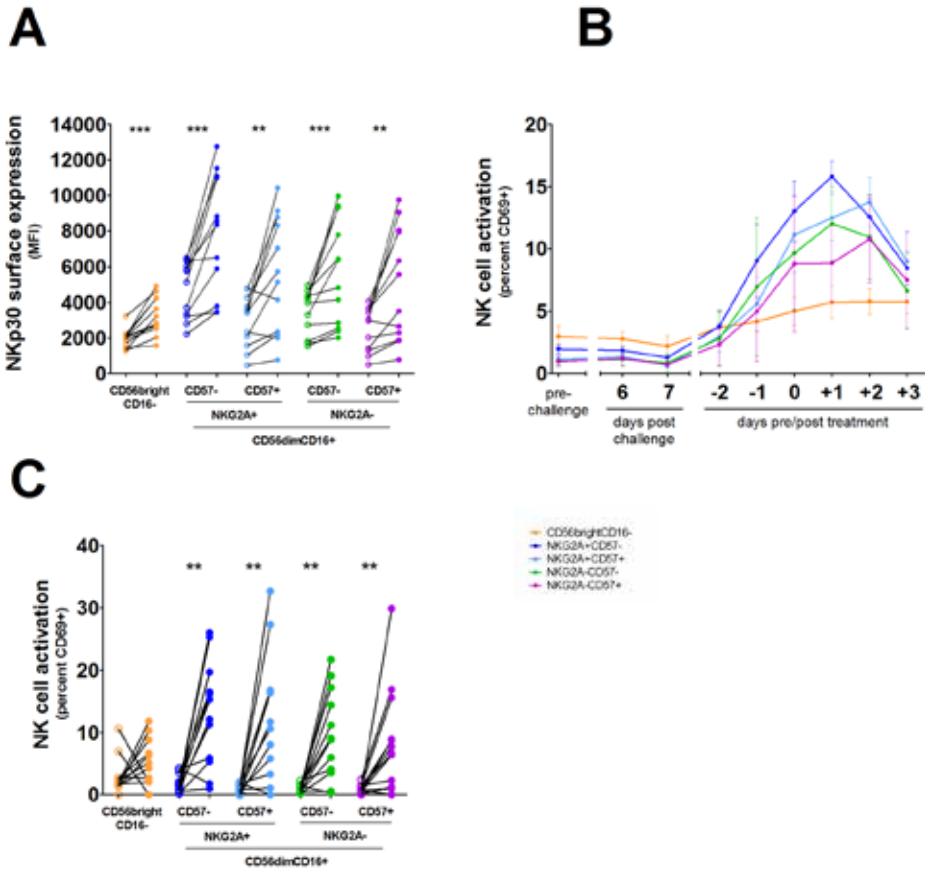 A
NKp30 surface expression
(MFI)
14000
12000
10000
8000
6000
4000
2000
0
*** *** ** *** **
CD56bright
CD16-
CD57- CD57+ CD57- CD57+
NKG2A+ NKG2A-
CD56dimCD16+
B
NK cell activation
(percent CD69+)
20
15
10
5
0
pre-
challenge
6 7
days post
challenge
-2 -1 0 +1 +2 +3
days pre/post treatment
C
NK cell activation
(percent CD69+)
40
30
20
10
0
** ** ** **
CD56bright
CD16-
CD57- CD57+ CD57- CD57+
NKG2A+ NKG2A-
CD56dimCD16+
CD56brightCD16-
NKG2A+CD57-
NKG2A+CD57+
NKG2A-CD57-
NKG2A-CD57+